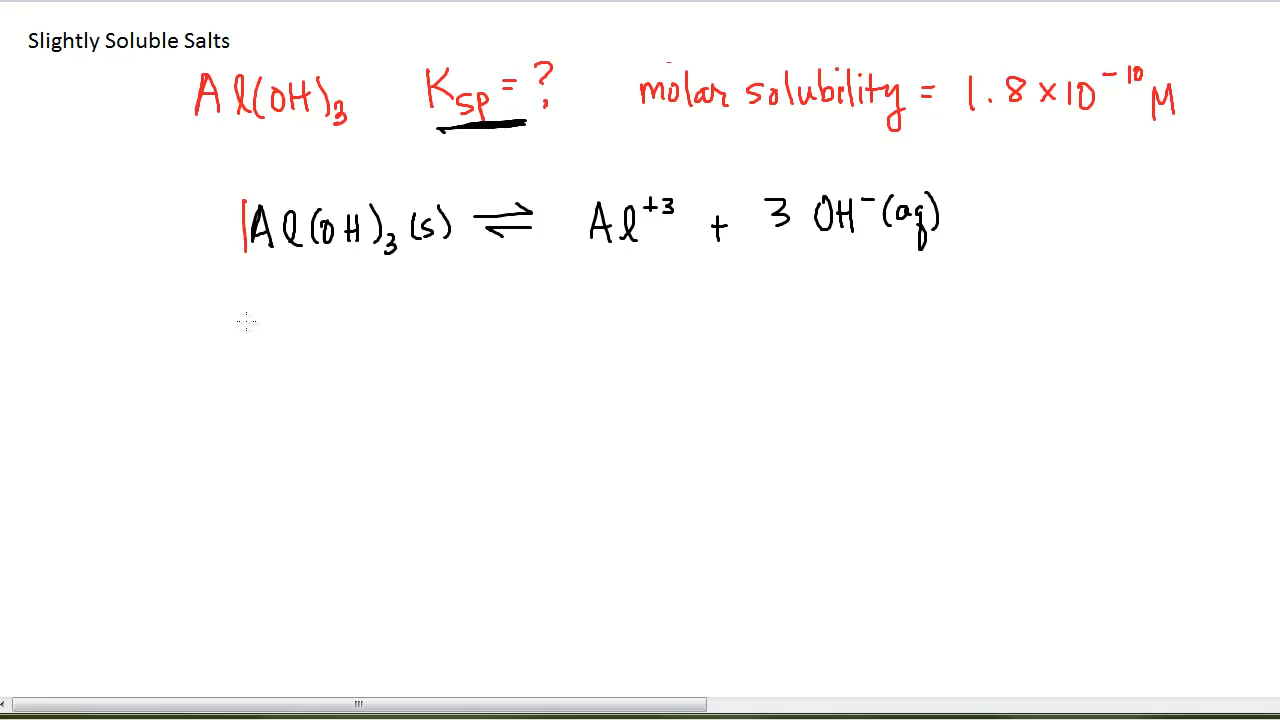 Slightly Soluble Salts
Al(OH)₃ Ksp = ? molar solubility = 1.8 × 10⁻¹⁰ M
1Al(OH)₃(s) ⇌ Al⁺³ + 3 OH⁻(aq)